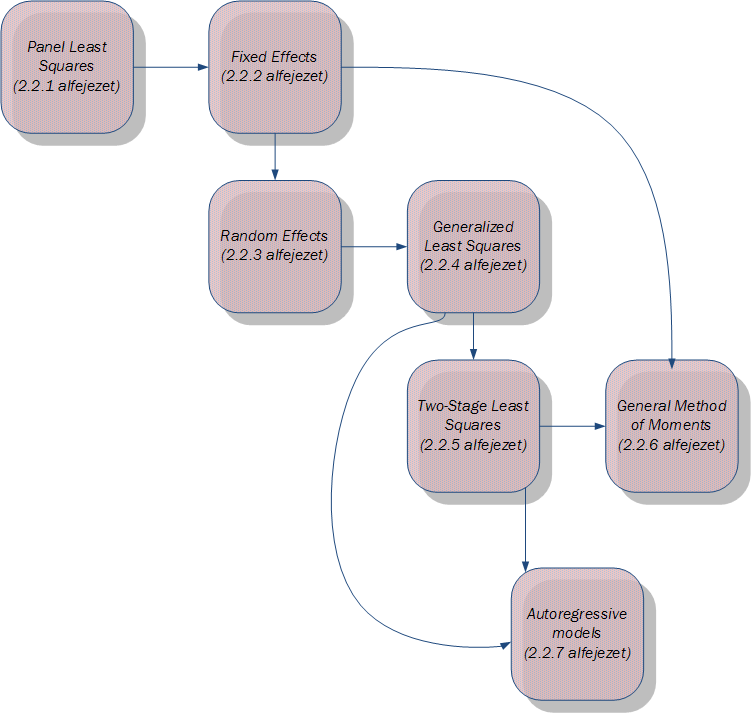 Panel Least
Squares
(2.2.1 alfejezet)
Fixed Effects
(2.2.2 alfejezet)
Random Effects
(2.2.3 alfejezet)
Generalized
Least Squares
(2.2.4 alfejezet)
Two-Stage Least
Squares
(2.2.5 alfejezet)
General Method
of Moments
(2.2.6 alfejezet)
Autoregressive
models
(2.2.7 alfejezet)